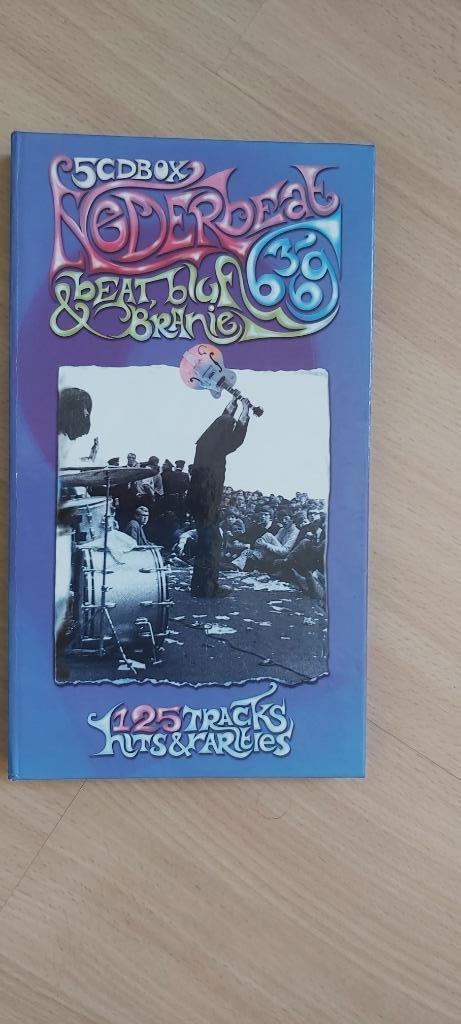 5CDBOX
NEDERbeat
63-69
beat, bluf
& BRANIE
125 TRACKS
hits & rarities